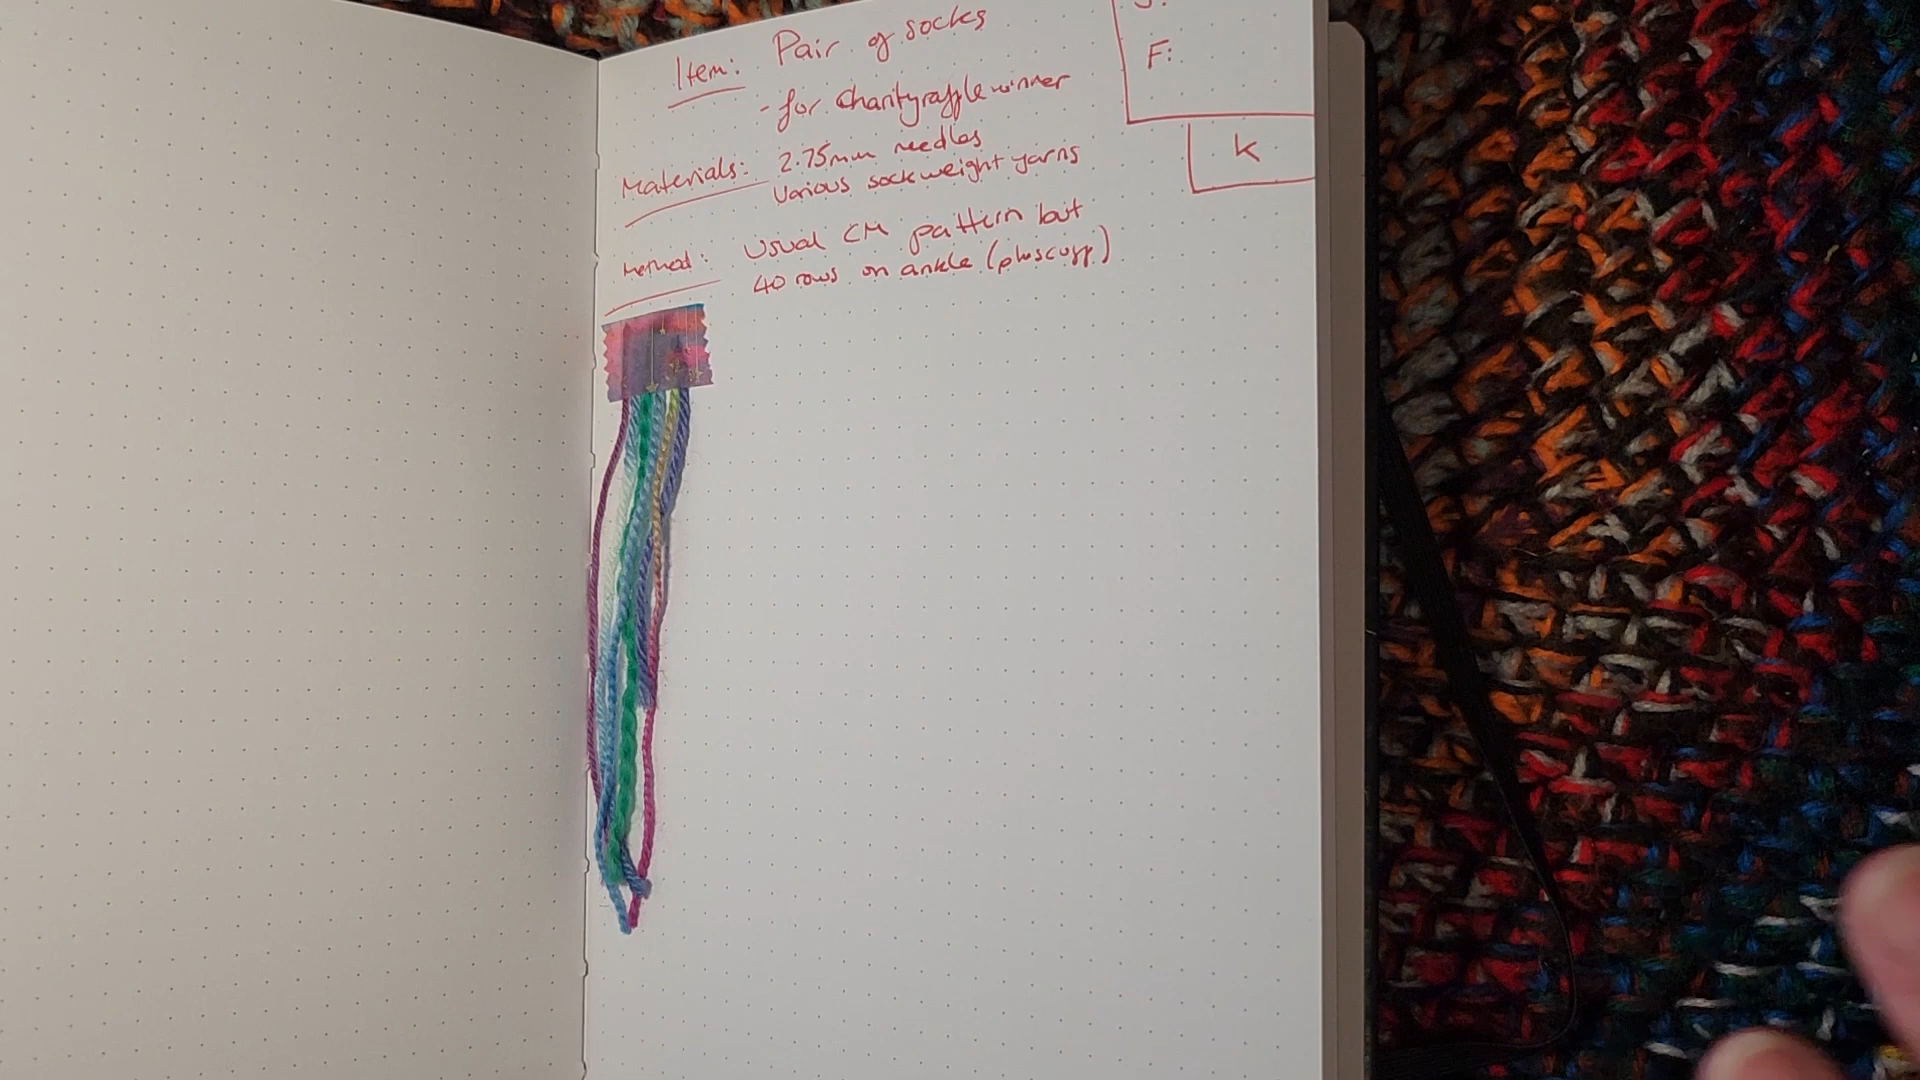 Item: Pair of socks
- for Charity raffle winner
Materials: 2.75mm needles
Various sock weight yarns
Method: Usual CM pattern but
40 rows on ankle (plus cuff)
F:
K